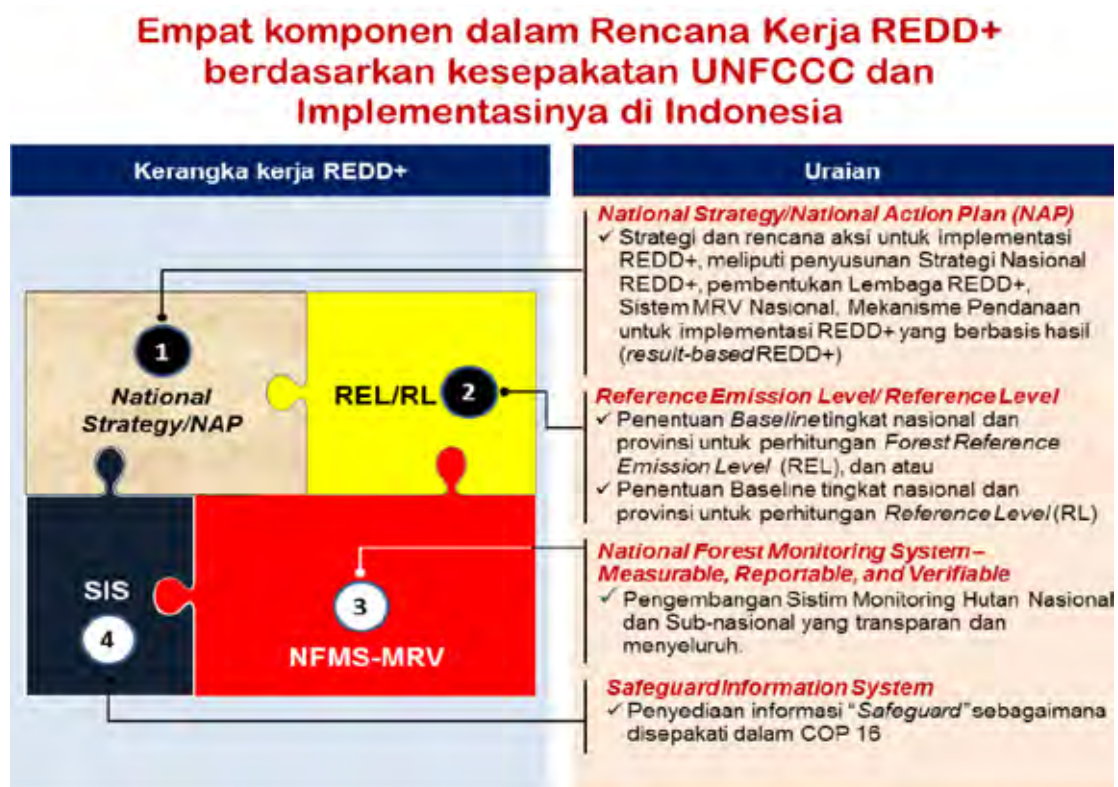 Empat komponen dalam Rencana Kerja REDD+
berdasarkan kesepakatan UNFCCC dan
Implementasinya di Indonesia
Kerangka kerja REDD+
1
National
Strategy/NAP
REL/RL 2
SIS
4
3
NFMS-MRV
Uraian
National Strategy/National Action Plan (NAP)
✓ Strategi dan rencana aksi untuk implementasi
REDD+, meliputi penyusunan Strategi Nasional
REDD+, pembentukan Lembaga REDD+,
Sistem MRV Nasional, Mekanisme Pendanaan
untuk implementasi REDD+ yang berbasis hasil
(result-based REDD+)
Reference Emission Level/ Reference Level
✓ Penentuan Baseline tingkat nasional dan
provinsi untuk perhitungan Forest Reference
Emission Level (REL), dan atau
✓ Penentuan Baseline tingkat nasional dan
provinsi untuk perhitungan Reference Level (RL)
National Forest Monitoring System –
Measurable, Reportable, and Verifiable
✓ Pengembangan Sistim Monitoring Hutan Nasional
dan Sub-nasional yang transparan dan
menyeluruh.
Safeguard Information System
✓ Penyediaan informasi “Safeguard” sebagaimana
disepakati dalam COP 16